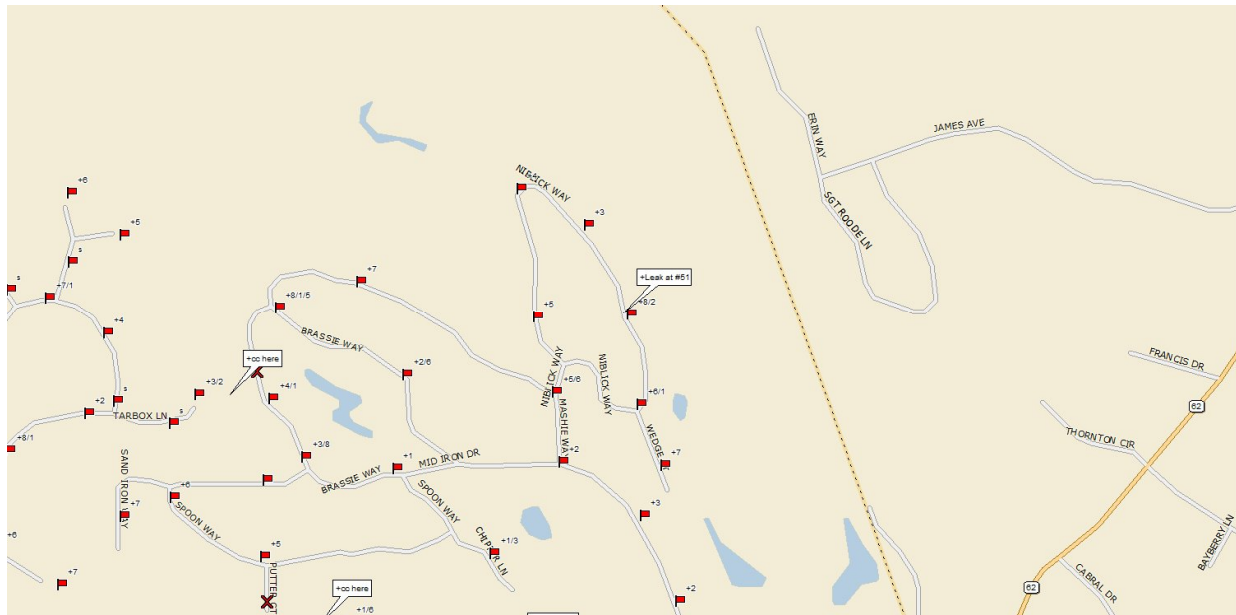 ERIN WAY
JAMES AVE
NIBLICK WAY
+6
SGT ROODE LN
+3
+5
s
s
+7
+Leak at #51
+7/1
+8/1/5
+8/2
+5
+4
BRASSIE WAY
+cc here
FRANCIS DR
NIBLICK WAY
NIBLICK WAY
+2/6
+3/2
+4/1
+5/6
s
+6/1
62
+2
TARBOX LN
s
MASHIE WAY
THORNTON CIR
+8/1
WEDGE
+3/8
SAND IRON WAY
+1
MID IRON DR
+2
+7
BRASSIE WAY
+6
SPOON WAY
+7
SPOON WAY
+3
+6
CHIPPER LN
+1/3
BAYBERRY LN
+5
PUTTER CT
CABRAL DR
+7
+cc here
62
+2
+1/6